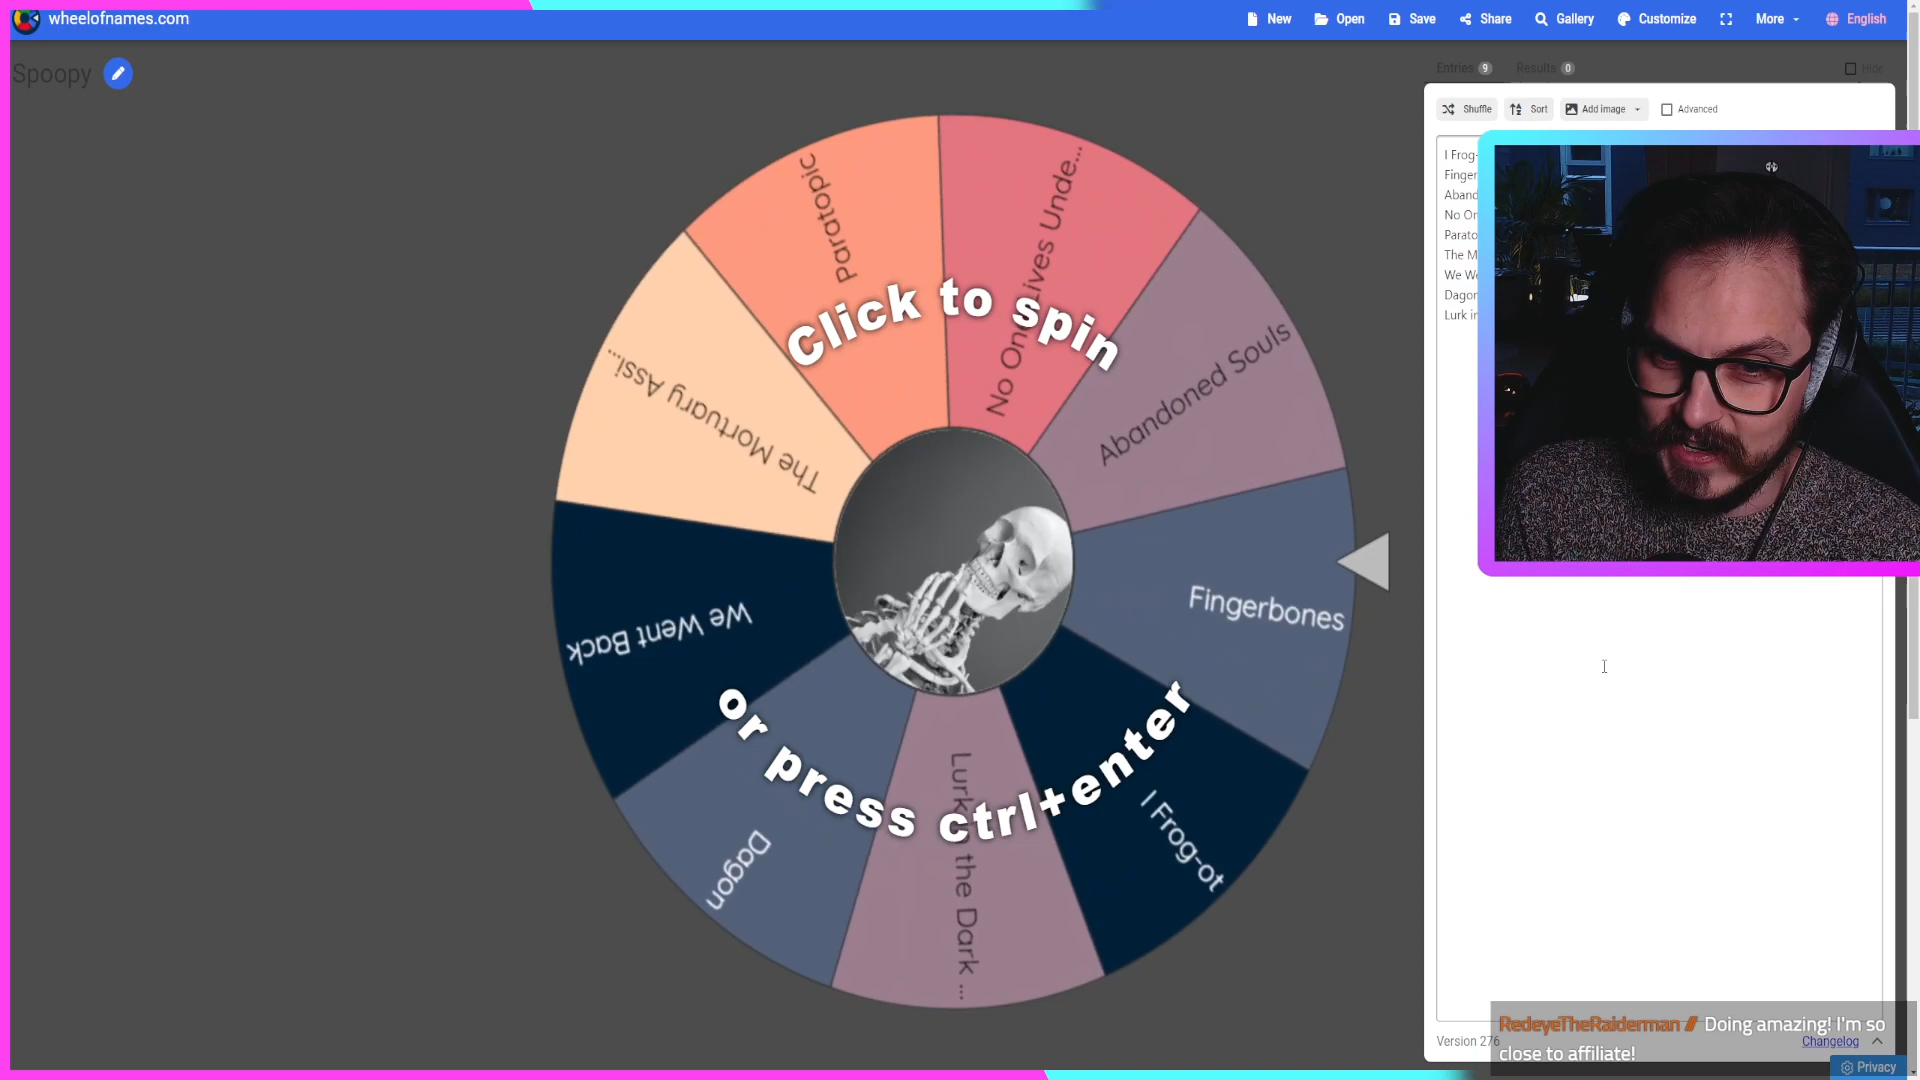 wheelofnames.com
New
Open
Save
Share
Gallery
Customize
More
English
Spoopy
Entries 9
Results 0
Hide
Shuffle
Sort
Add image
Advanced
I Frog-
Finger
Aband
No On
Parato
The M
We We
Dagon
Lurk in
Click to spin
or press ctrl+enter
Paratopic
No One Lives Unde...
Abandoned Souls
Fingerbones
I Frog-ot
Lurk in the Dark ...
Dagon
We Went Back
The Mortuary Assi...
RedeyeTheRaiderman // Doing amazing! I'm so
close to affiliate!
Version 276
Changelog
Privacy